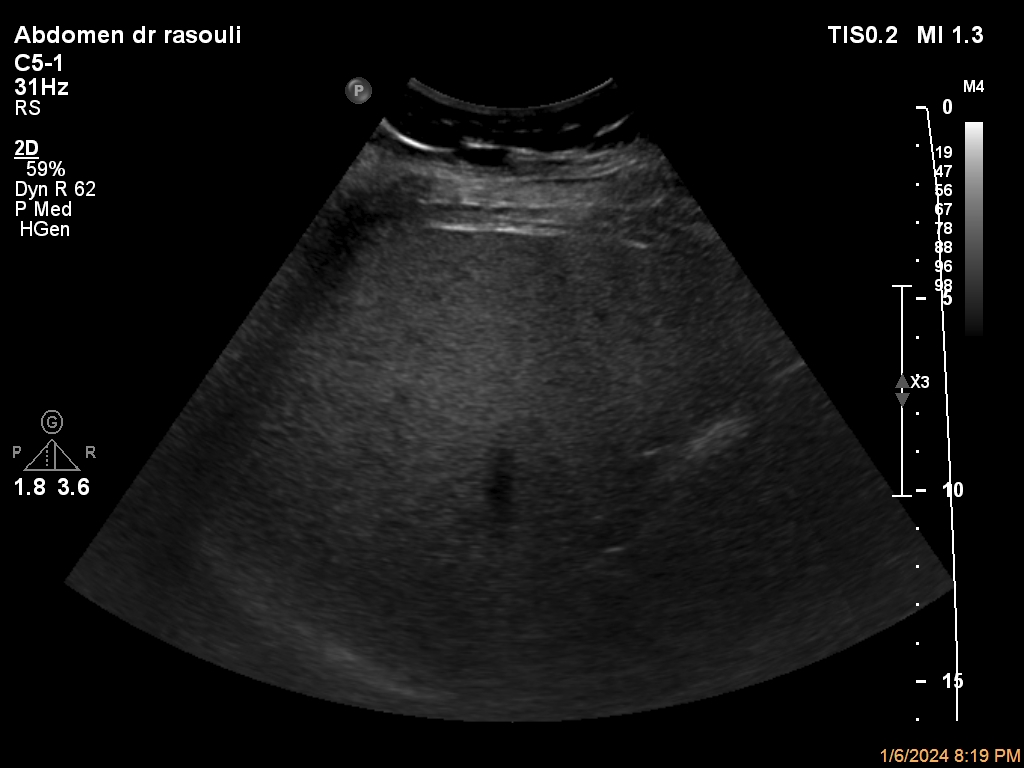 Abdomen dr rasouli
TIS0.2 MI 1.3
C5-1
31Hz
RS
P
M4
2D
59%
Dyn R 62
P Med
HGen
0
19
47
56
67
78
88
96
98
5
X3
10
15
G
P R
1.8 3.6
1/6/2024 8:19 PM